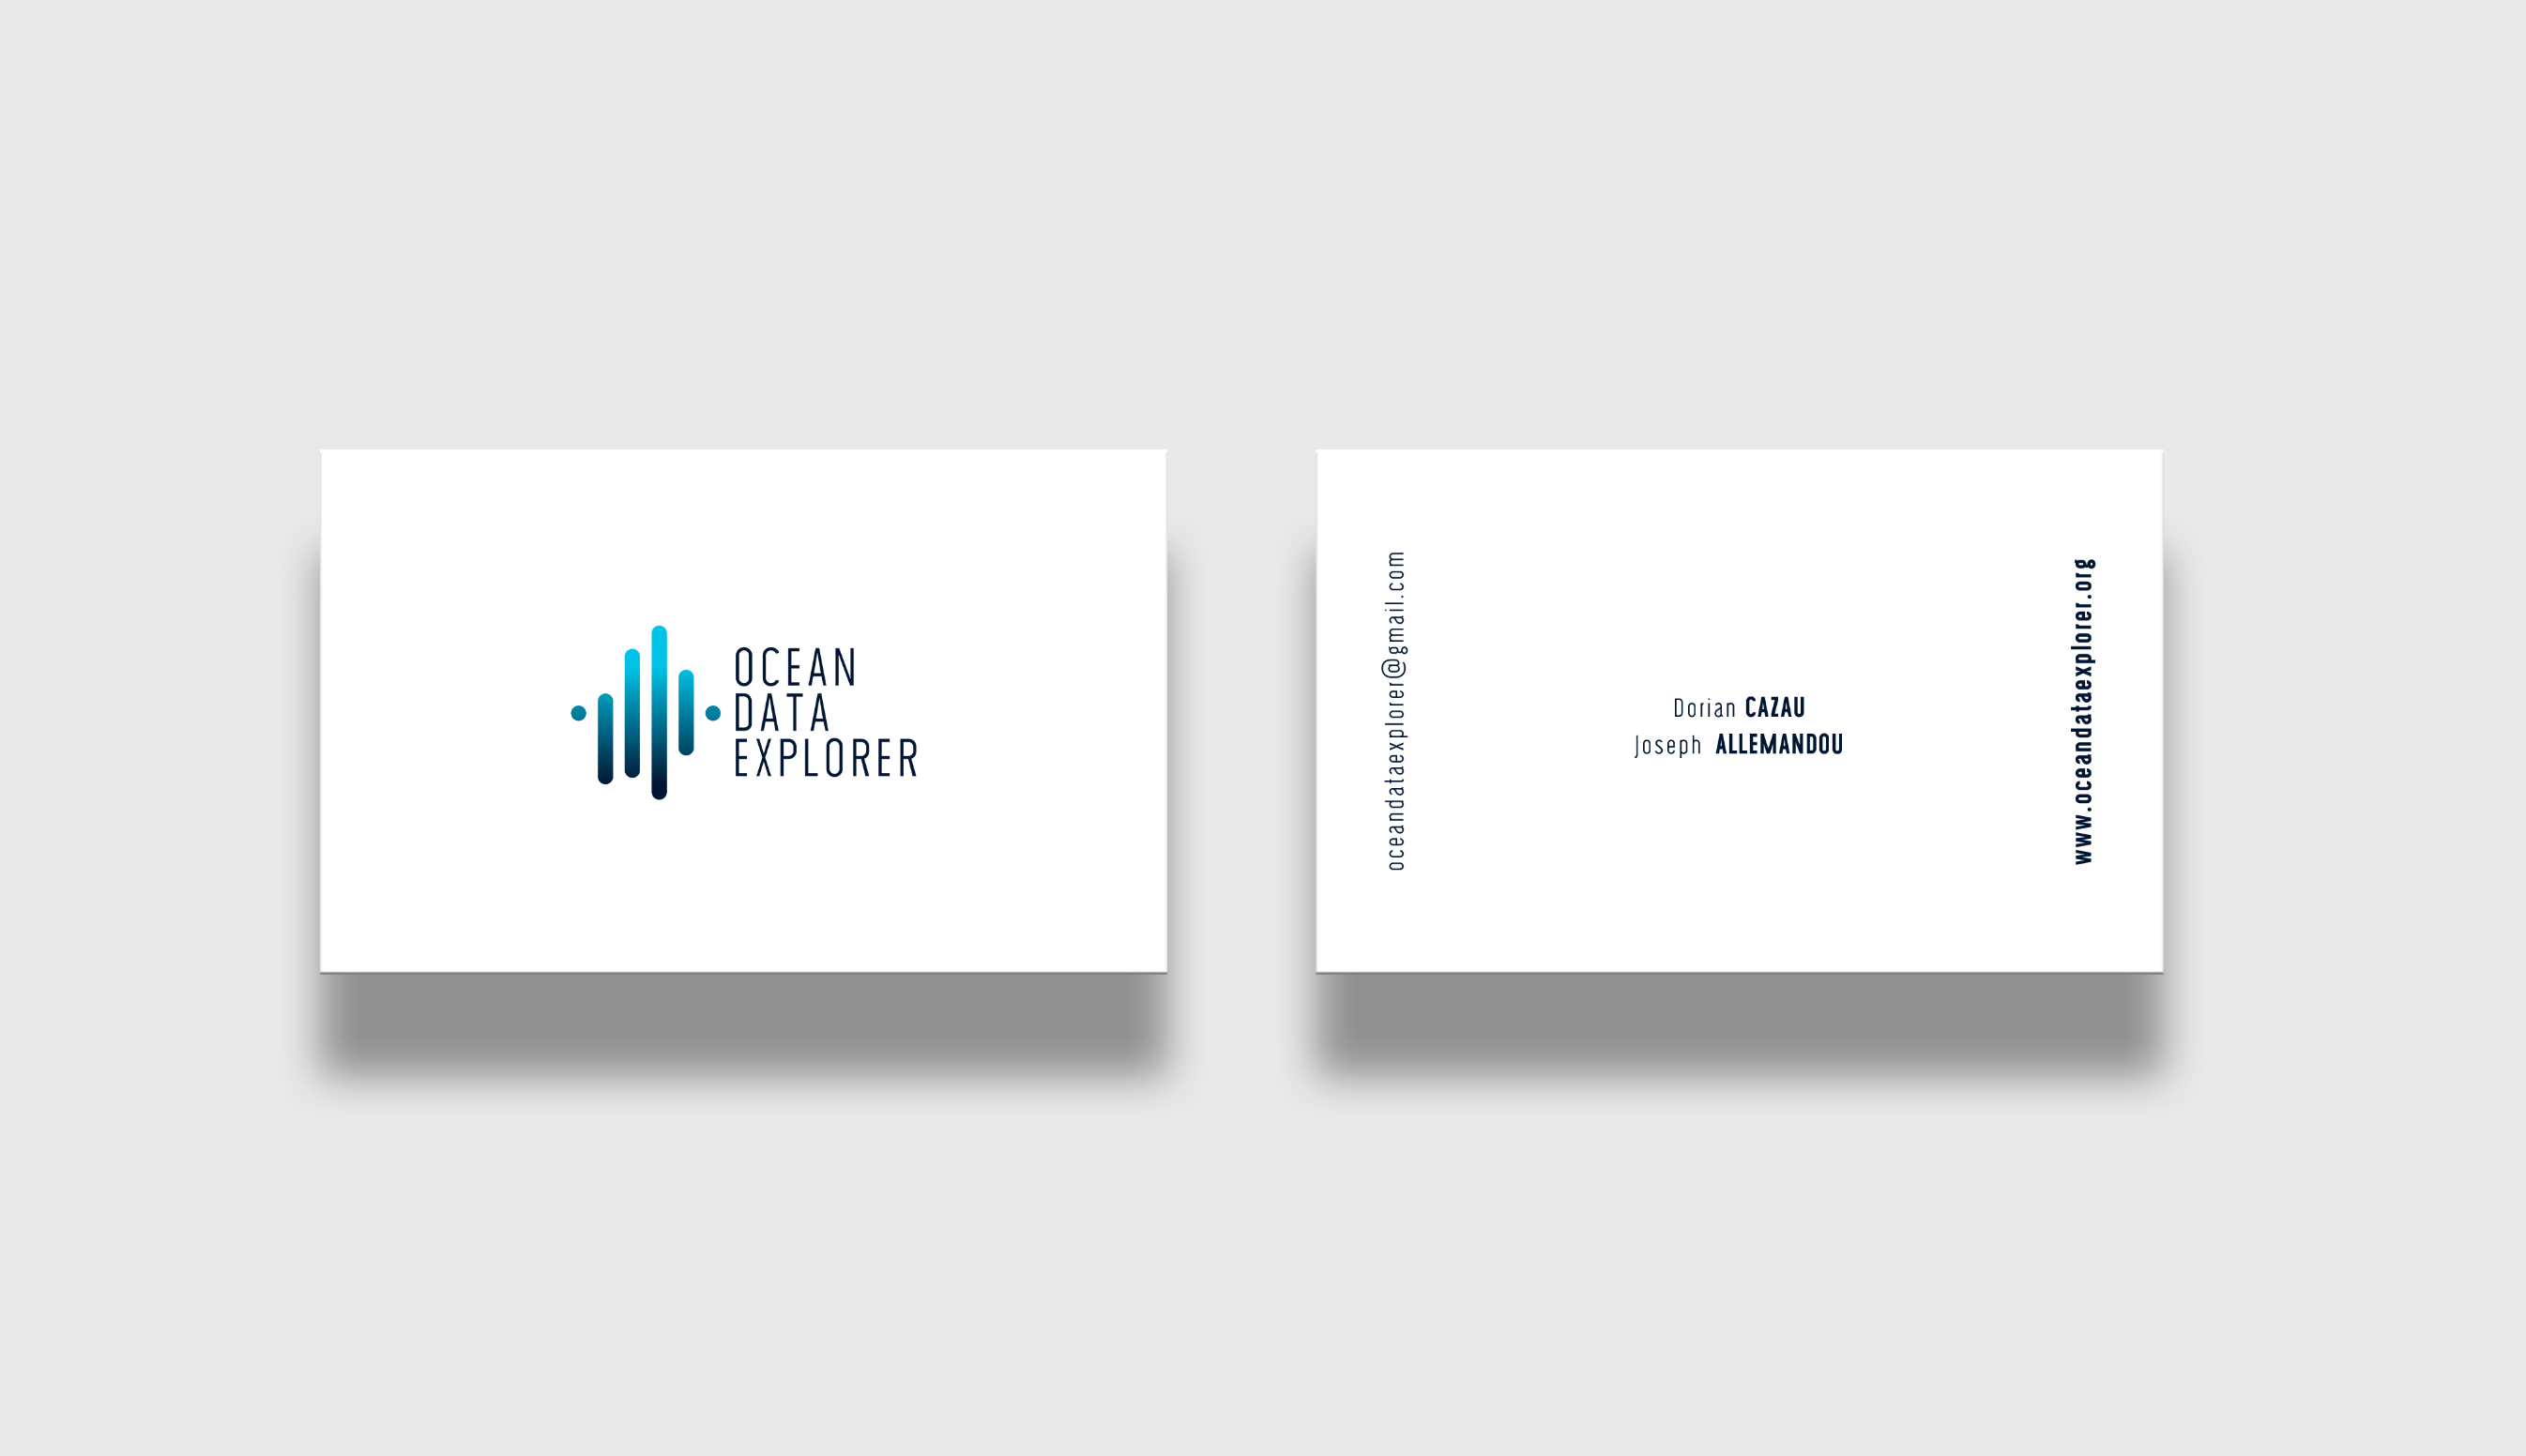 OCEAN
DATA
EXPLORER
oceandataexplorer@gmail.com
Dorian CAZAU
Joseph ALLEMANDOU
www.oceandataexplorer.org